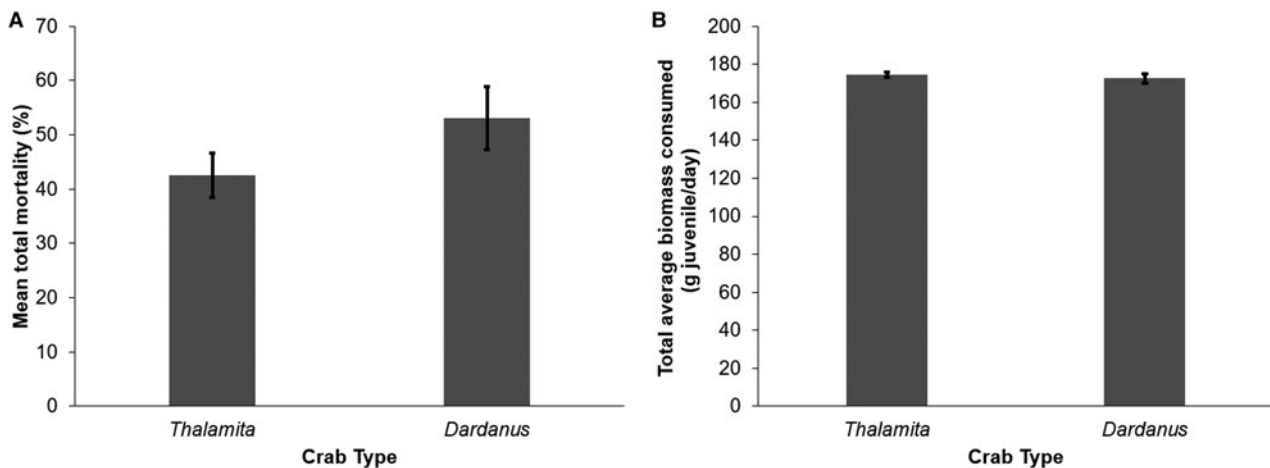 A
Mean total mortality (%)
70
60
50
40
30
20
10
0
Thalamita
Dardanus
Crab Type
B
Total average biomass consumed
(g juvenile/day)
200
180
160
140
120
100
80
60
40
20
0
Thalamita
Dardanus
Crab Type